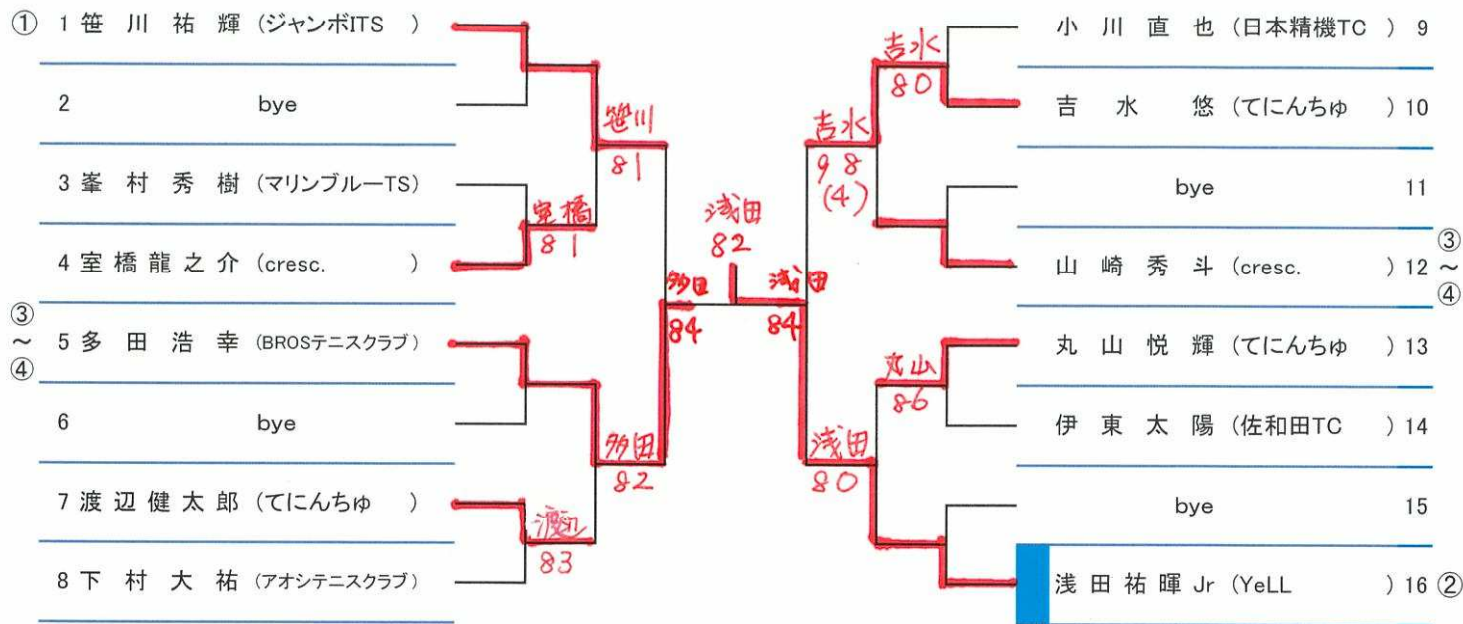 ① 1 笹川祐輝 (ジャンボITS )
2 bye
3 峯村秀樹 (マリンブルーTS)
4 室橋龍之介 (cresc. )
③
~
④
5 多田浩幸 (BROSテニスクラブ)
6 bye
7 渡辺健太郎 (てにんちゅ )
8 下村大祐 (アオシテニスクラブ)
室橋
81
渡辺
83
笹川
81
多田
82
多田
84
浅田
82
浅田
84
吉水
98
(4)
浅田
80
吉水
80
丸山
86
小川直也 (日本精機TC ) 9
吉水悠 (てにんちゅ ) 10
bye 11
山崎秀斗 (cresc. ) 12
③
~
④
丸山悦輝 (てにんちゅ ) 13
伊東太陽 (佐和田TC ) 14
bye 15
浅田祐暉 Jr (YeLL ) 16 ②